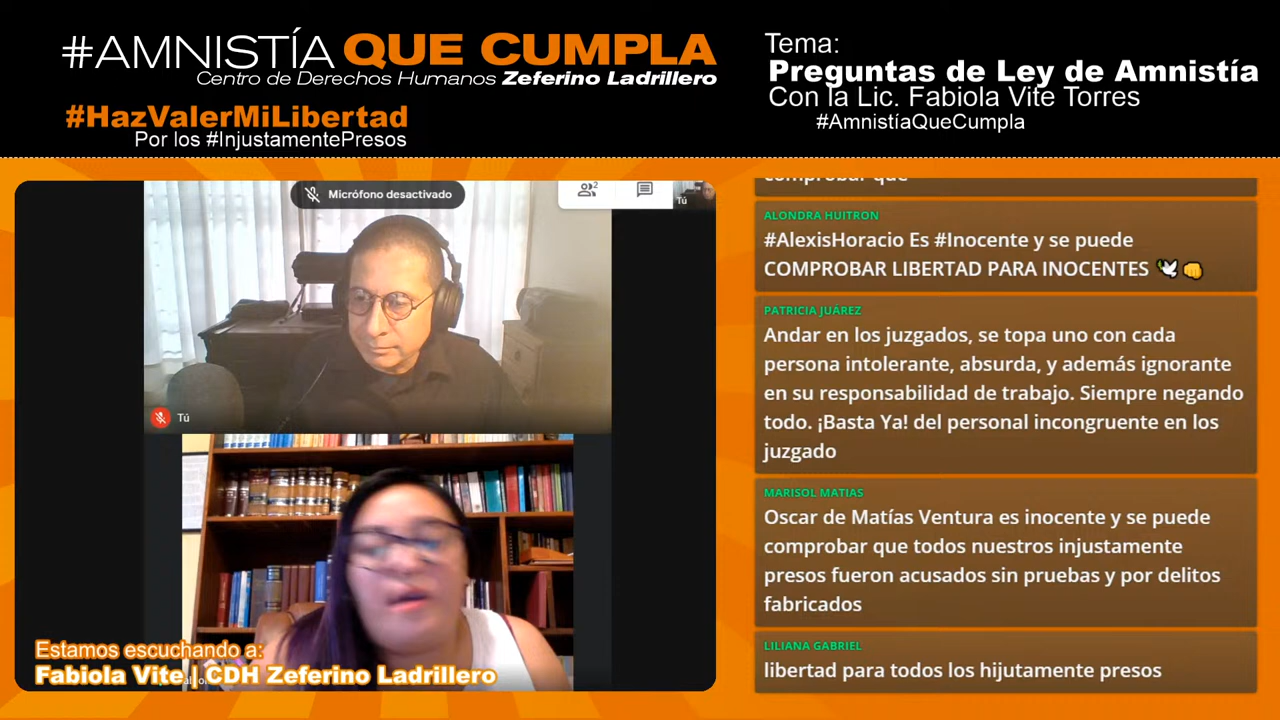 #AMNISTÍA QUE CUMPLA
Centro de Derechos Humanos Zeferino Ladrillero
#HazValerMiLibertad
Por los #InjustamentePresos
Tema:
Preguntas de Ley de Amnistía
Con la Lic. Fabiola Vite Torres
#AmnistíaQueCumpla
Micrófono desactivado
2
Tú
Tú
Estamos escuchando a:
Fabiola Vite | CDH Zeferino Ladrillero
comprobar que
ALONDRA HUITRON
#AlexisHoracio Es #Inocente y se puede
COMPROBAR LIBERTAD PARA INOCENTES 🕊️👊
PATRICIA JUÁREZ
Andar en los juzgados, se topa uno con cada
persona intolerante, absurda, y además ignorante
en su responsabilidad de trabajo. Siempre negando
todo. ¡Basta Ya! del personal incongruente en los
juzgado
MARISOL MATIAS
Oscar de Matías Ventura es inocente y se puede
comprobar que todos nuestros injustamente
presos fueron acusados sin pruebas y por delitos
fabricados
LILIANA GABRIEL
libertad para todos los hijutamente presos